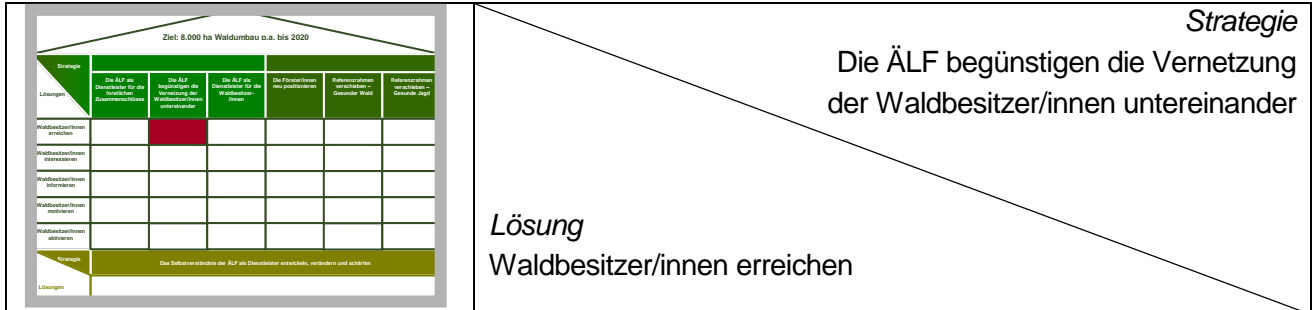 Ziel: 8.000 ha Waldumbau p.a. bis 2020
Strategie
Lösungen
Die ÄLF als
Dienstleister für die
forstlichen
Zusammenschlüsse
Die ÄLF
begünstigen die
Vernetzung der
Waldbesitzer/innen
untereinander
Die ÄLF als
Dienstleister für die
Waldbesitzer-
/innen
Die Förster/innen
neu positionieren
Referenzrahmen
verschieben –
Gesunder Wald
Referenzrahmen
verschieben –
Gesunde Jagd
Waldbesitzer/innen
erreichen
Waldbesitzer/innen
interessieren
Waldbesitzer/innen
informieren
Waldbesitzer/innen
motivieren
Waldbesitzer/innen
aktivieren
Strategie
Lösungen
Das Selbstverständnis der ÄLF als Dienstleister entwickeln, verändern und schärfen
Strategie
Die ÄLF begünstigen die Vernetzung
der Waldbesitzer/innen untereinander
Lösung
Waldbesitzer/innen erreichen